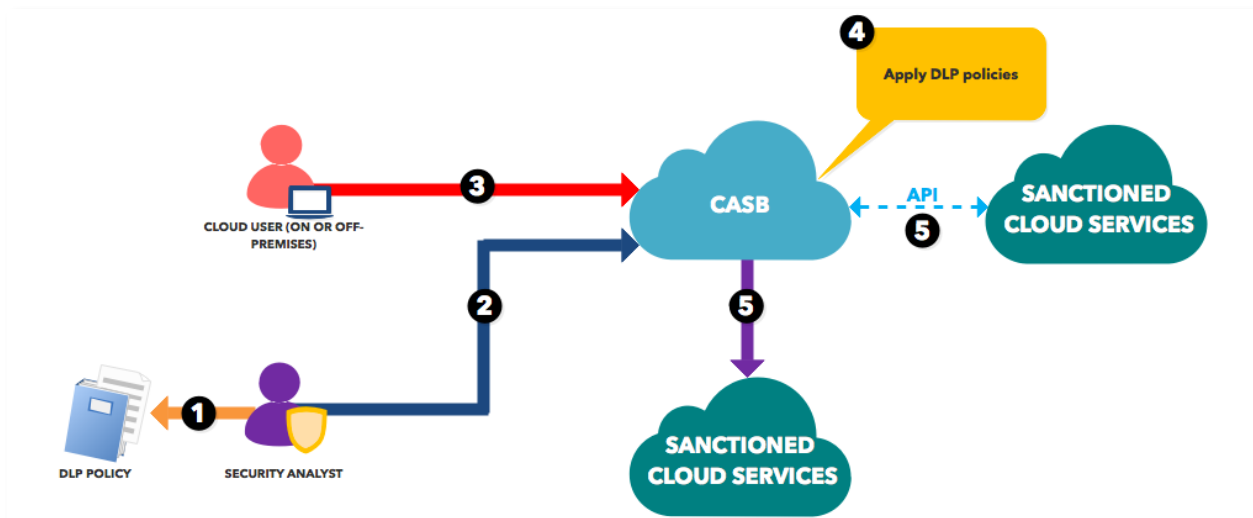 4
Apply DLP policies
3
CLOUD USER (ON OR OFF-
PREMISES)
CASB
API
5
SANCTIONED
CLOUD SERVICES
2
5
1
DLP POLICY
SECURITY ANALYST
SANCTIONED
CLOUD SERVICES